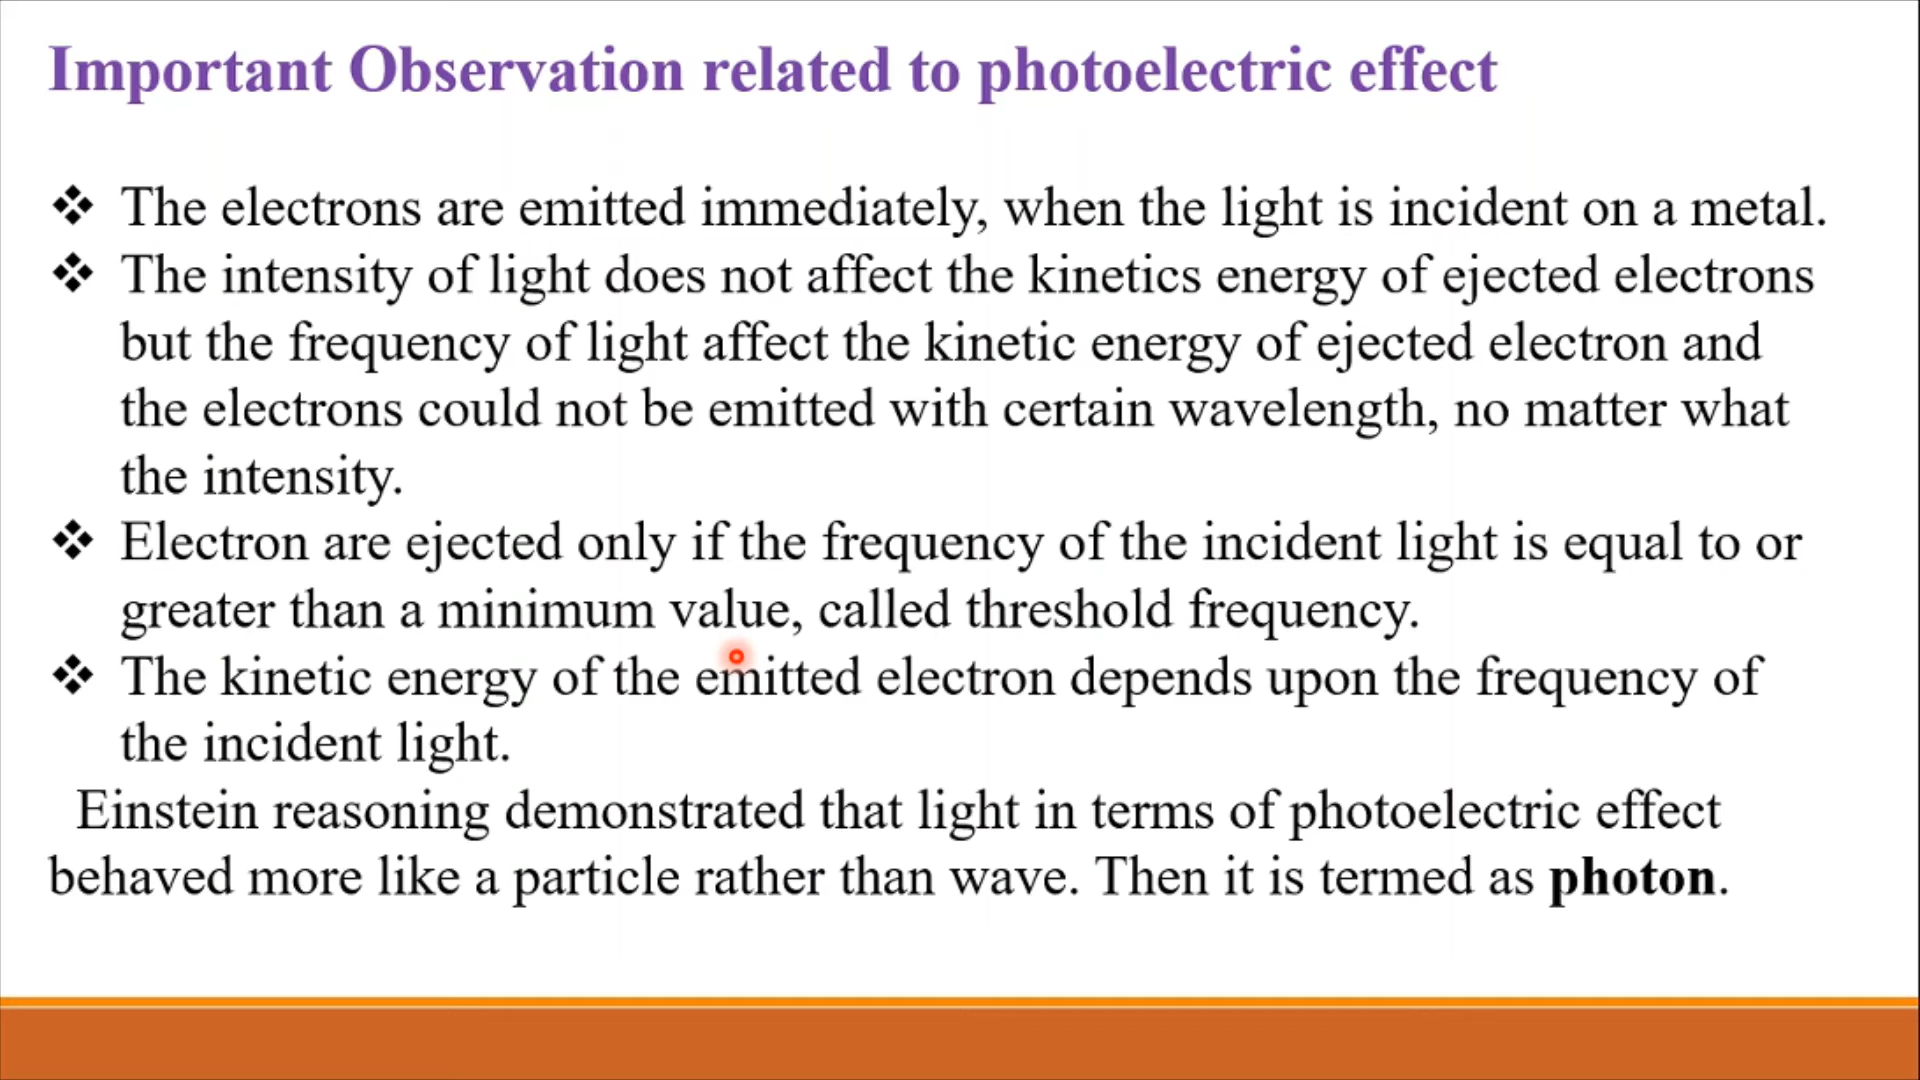 Important Observation related to photoelectric effect
❖ The electrons are emitted immediately, when the light is incident on a metal.
❖ The intensity of light does not affect the kinetics energy of ejected electrons
but the frequency of light affect the kinetic energy of ejected electron and
the electrons could not be emitted with certain wavelength, no matter what
the intensity.
❖ Electron are ejected only if the frequency of the incident light is equal to or
greater than a minimum value, called threshold frequency.
❖ The kinetic energy of the emitted electron depends upon the frequency of
the incident light.
Einstein reasoning demonstrated that light in terms of photoelectric effect
behaved more like a particle rather than wave. Then it is termed as photon.